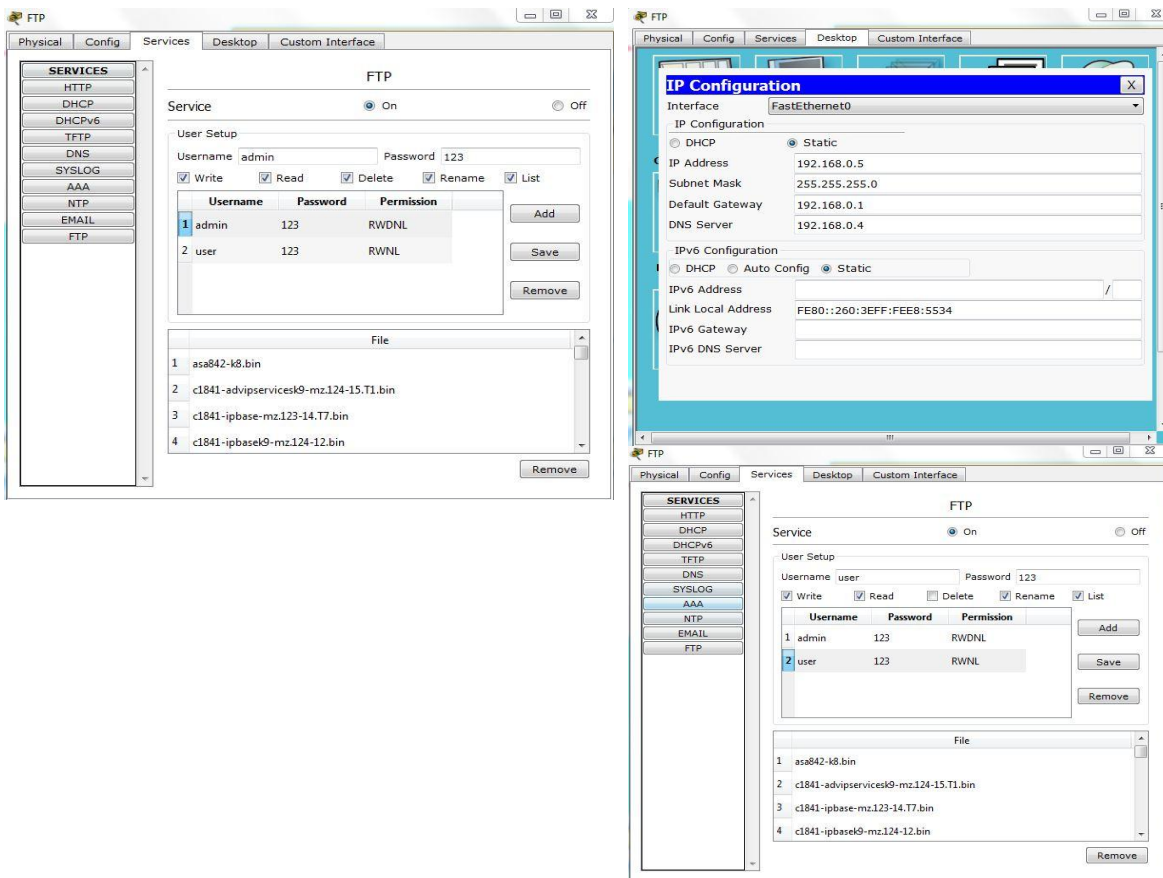 FTP
Physical Config Services Desktop Custom Interface
SERVICES
HTTP
DHCP
DHCPv6
TFTP
DNS
SYSLOG
AAA
NTP
EMAIL
FTP
FTP
Service On Off
User Setup
Username admin Password 123
Write Read Delete Rename List
Username Password Permission
1 admin 123 RWDNL
2 user 123 RWNL
Add
Save
Remove
File
1 asa842-k8.bin
2 c1841-advipservicesk9-mz.124-15.T1.bin
3 c1841-ipbase-mz.123-14.T7.bin
4 c1841-ipbasek9-mz.124-12.bin
Remove
FTP
Physical Config Services Desktop Custom Interface
IP Configuration X
Interface FastEthernet0
IP Configuration
DHCP Static
IP Address 192.168.0.5
Subnet Mask 255.255.255.0
Default Gateway 192.168.0.1
DNS Server 192.168.0.4
IPv6 Configuration
DHCP Auto Config Static
IPv6 Address /
Link Local Address FE80::260:3EFF:FEE8:5534
IPv6 Gateway
IPv6 DNS Server
FTP
Physical Config Services Desktop Custom Interface
SERVICES
HTTP
DHCP
DHCPv6
TFTP
DNS
SYSLOG
AAA
NTP
EMAIL
FTP
FTP
Service On Off
User Setup
Username user Password 123
Write Read Delete Rename List
Username Password Permission
1 admin 123 RWDNL
2 user 123 RWNL
Add
Save
Remove
File
1 asa842-k8.bin
2 c1841-advipservicesk9-mz.124-15.T1.bin
3 c1841-ipbase-mz.123-14.T7.bin
4 c1841-ipbasek9-mz.124-12.bin
Remove